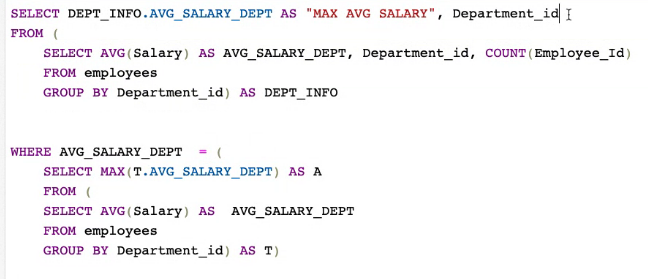 SELECT DEPT_INFO.AVG_SALARY_DEPT AS "MAX AVG SALARY", Department_id
FROM (
SELECT AVG(Salary) AS AVG_SALARY_DEPT, Department_id, COUNT(Employee_Id)
FROM employees
GROUP BY Department_id) AS DEPT_INFO
WHERE AVG_SALARY_DEPT = (
SELECT MAX(T.AVG_SALARY_DEPT) AS A
FROM (
SELECT AVG(Salary) AS AVG_SALARY_DEPT
FROM employees
GROUP BY Department_id) AS T)